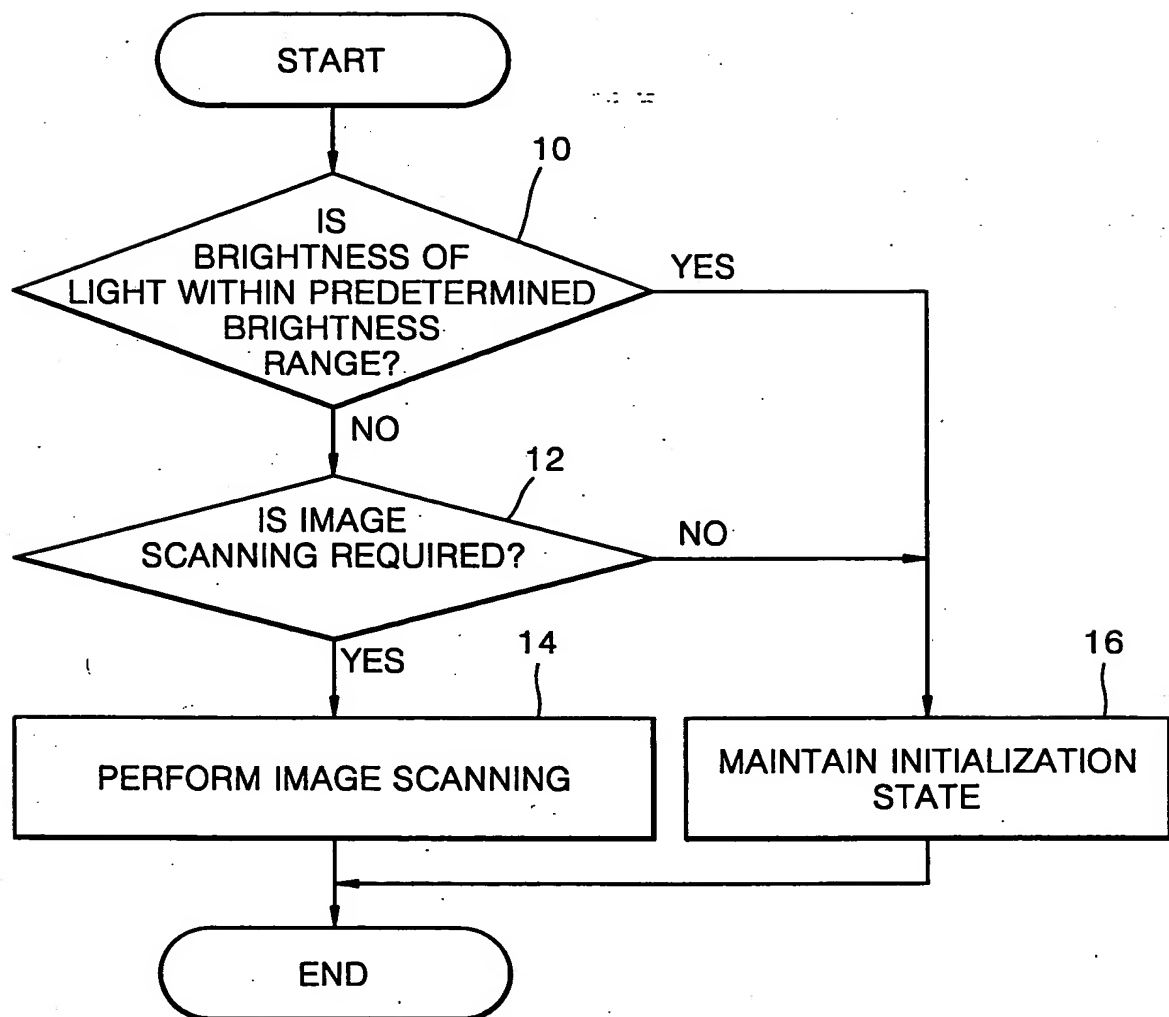 START
10
IS
BRIGHTNESS OF
LIGHT WITHIN PREDETERMINED
BRIGHTNESS
RANGE?
YES
NO
12
IS IMAGE
SCANNING REQUIRED?
NO
YES
14
PERFORM IMAGE SCANNING
16
MAINTAIN INITIALIZATION
STATE
END